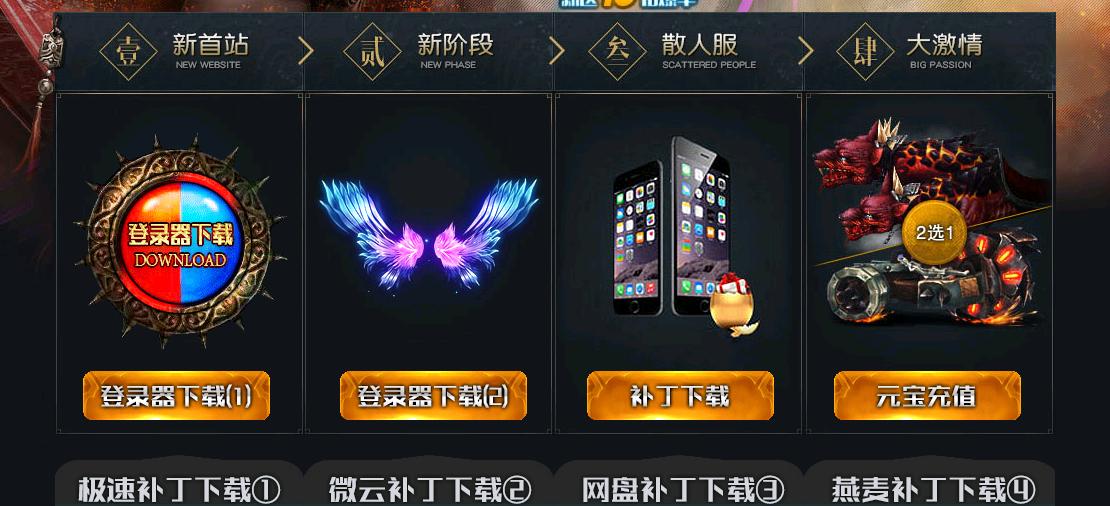 壹 新首站
NEW WEBSITE
贰 新阶段
NEW PHASE
叁 散人服
SCATTERED PEOPLE
肆 大激情
BIG PASSION
登录器下载
DOWNLOAD
2选1
登录器下载(1)
登录器下载(2)
补丁下载
元宝充值
极速补丁下载①
微云补丁下载②
网盘补丁下载③
燕麦补丁下载④